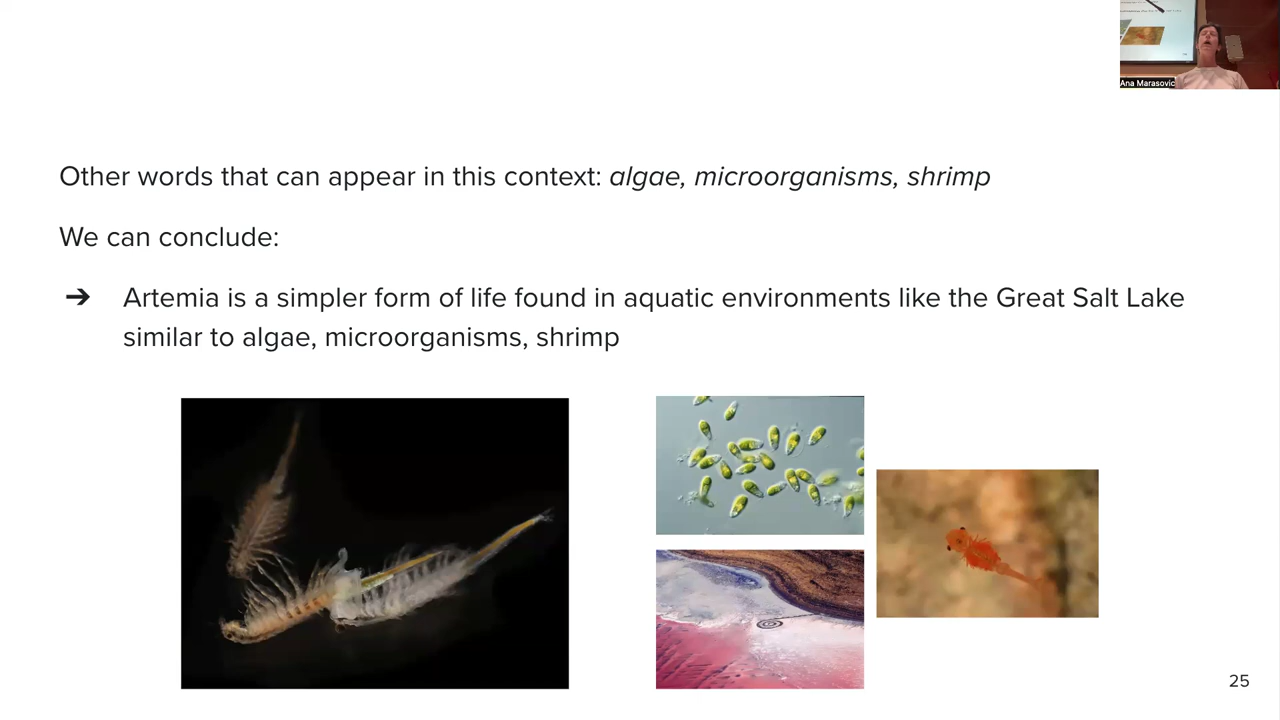 Ana Marasovic
Other words that can appear in this context: algae, microorganisms, shrimp
We can conclude:
➔ Artemia is a simpler form of life found in aquatic environments like the Great Salt Lake
similar to algae, microorganisms, shrimp
25